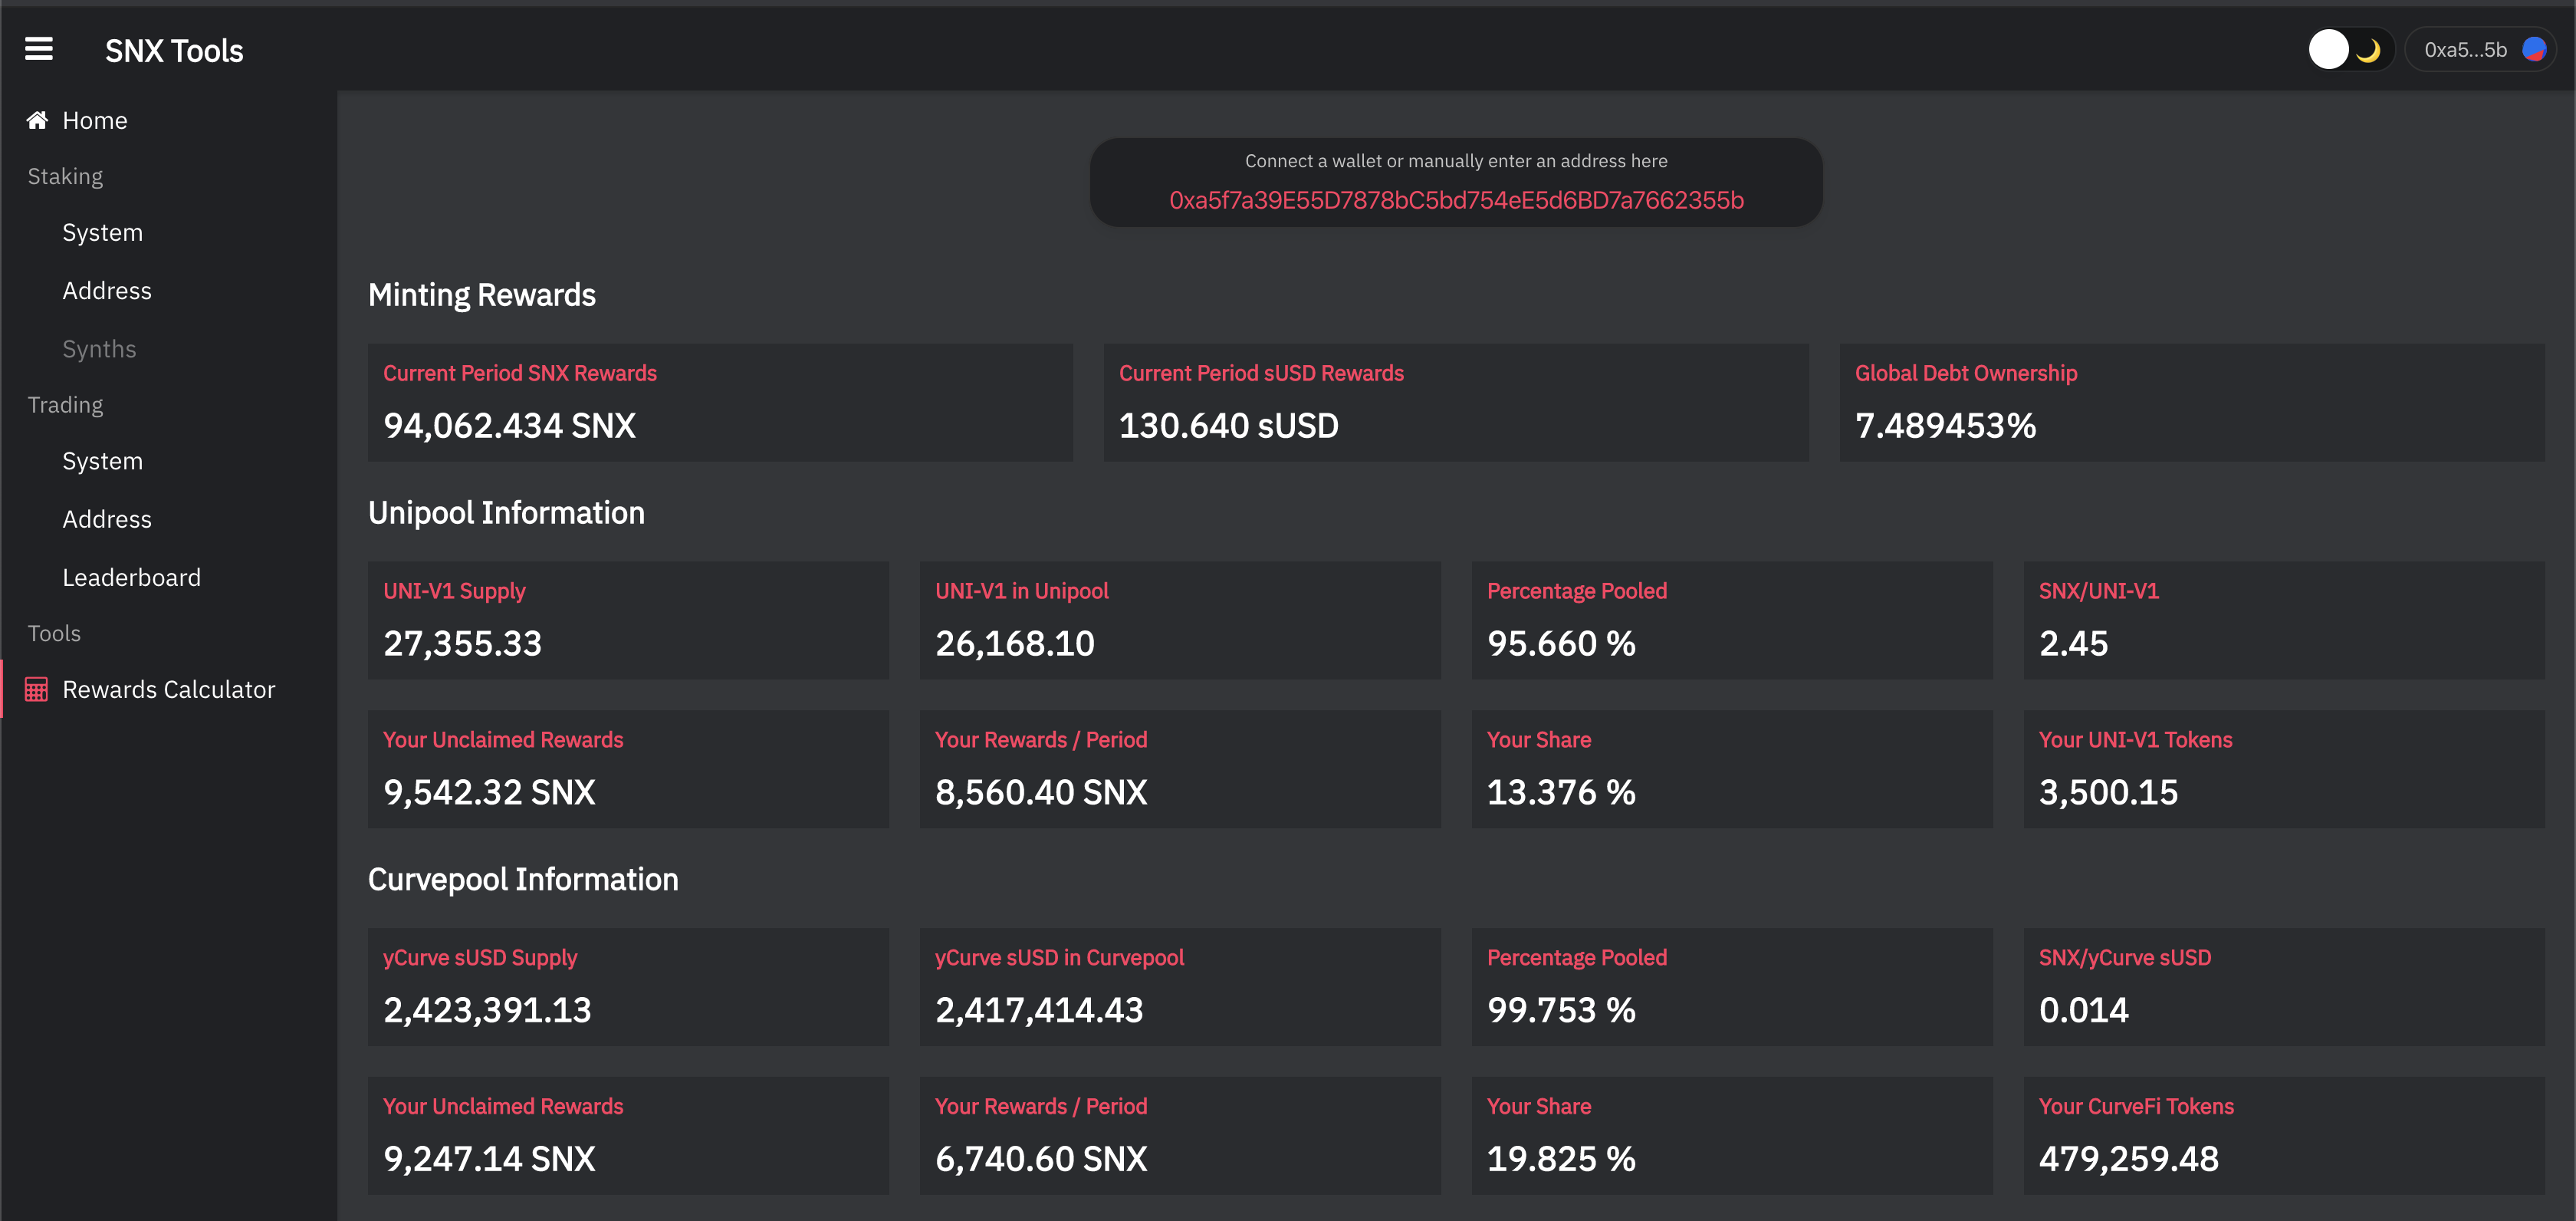 SNX Tools
0xa5...5b
Home
Staking
System
Address
Synths
Trading
System
Address
Leaderboard
Tools
Rewards Calculator
Connect a wallet or manually enter an address here
0xa5f7a39E55D7878bC5bd754eE5d6BD7a7662355b
Minting Rewards
Current Period SNX Rewards
94,062.434 SNX
Current Period sUSD Rewards
130.640 sUSD
Global Debt Ownership
7.489453%
Unipool Information
UNI-V1 Supply
27,355.33
UNI-V1 in Unipool
26,168.10
Percentage Pooled
95.660 %
SNX/UNI-V1
2.45
Your Unclaimed Rewards
9,542.32 SNX
Your Rewards / Period
8,560.40 SNX
Your Share
13.376 %
Your UNI-V1 Tokens
3,500.15
Curvepool Information
yCurve sUSD Supply
2,423,391.13
yCurve sUSD in Curvepool
2,417,414.43
Percentage Pooled
99.753 %
SNX/yCurve sUSD
0.014
Your Unclaimed Rewards
9,247.14 SNX
Your Rewards / Period
6,740.60 SNX
Your Share
19.825 %
Your CurveFi Tokens
479,259.48